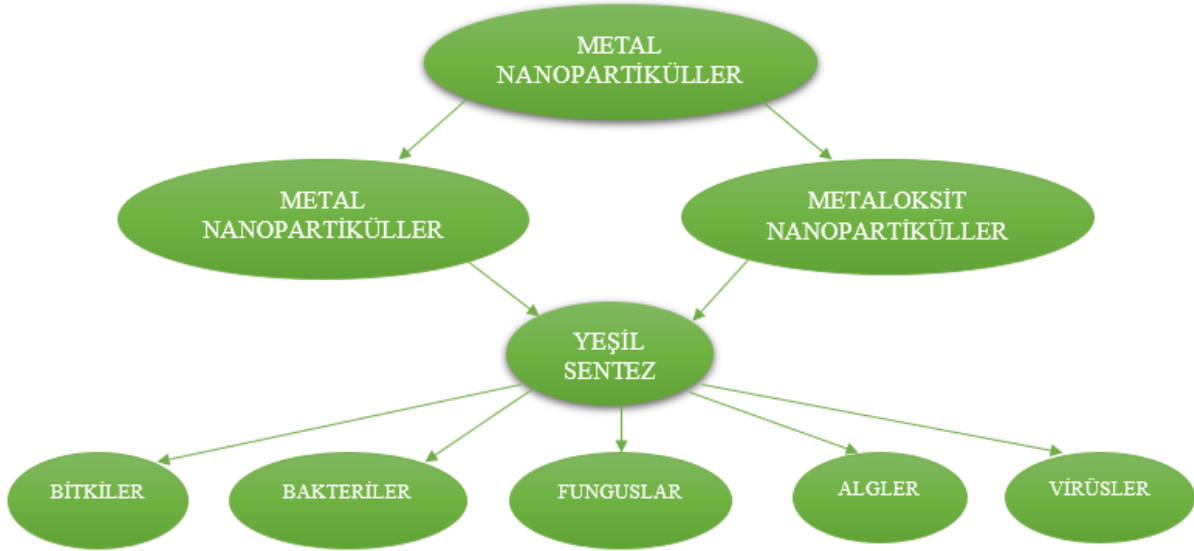 METAL
NANOPARTİKÜLLER
METAL
NANOPARTİKÜLLER
METALOKSİT
NANOPARTİKÜLLER
YEŞİL
SENTEZ
BİTKİLER
BAKTERİLER
FUNGUSLAR
ALGLER
VİRÜSLER